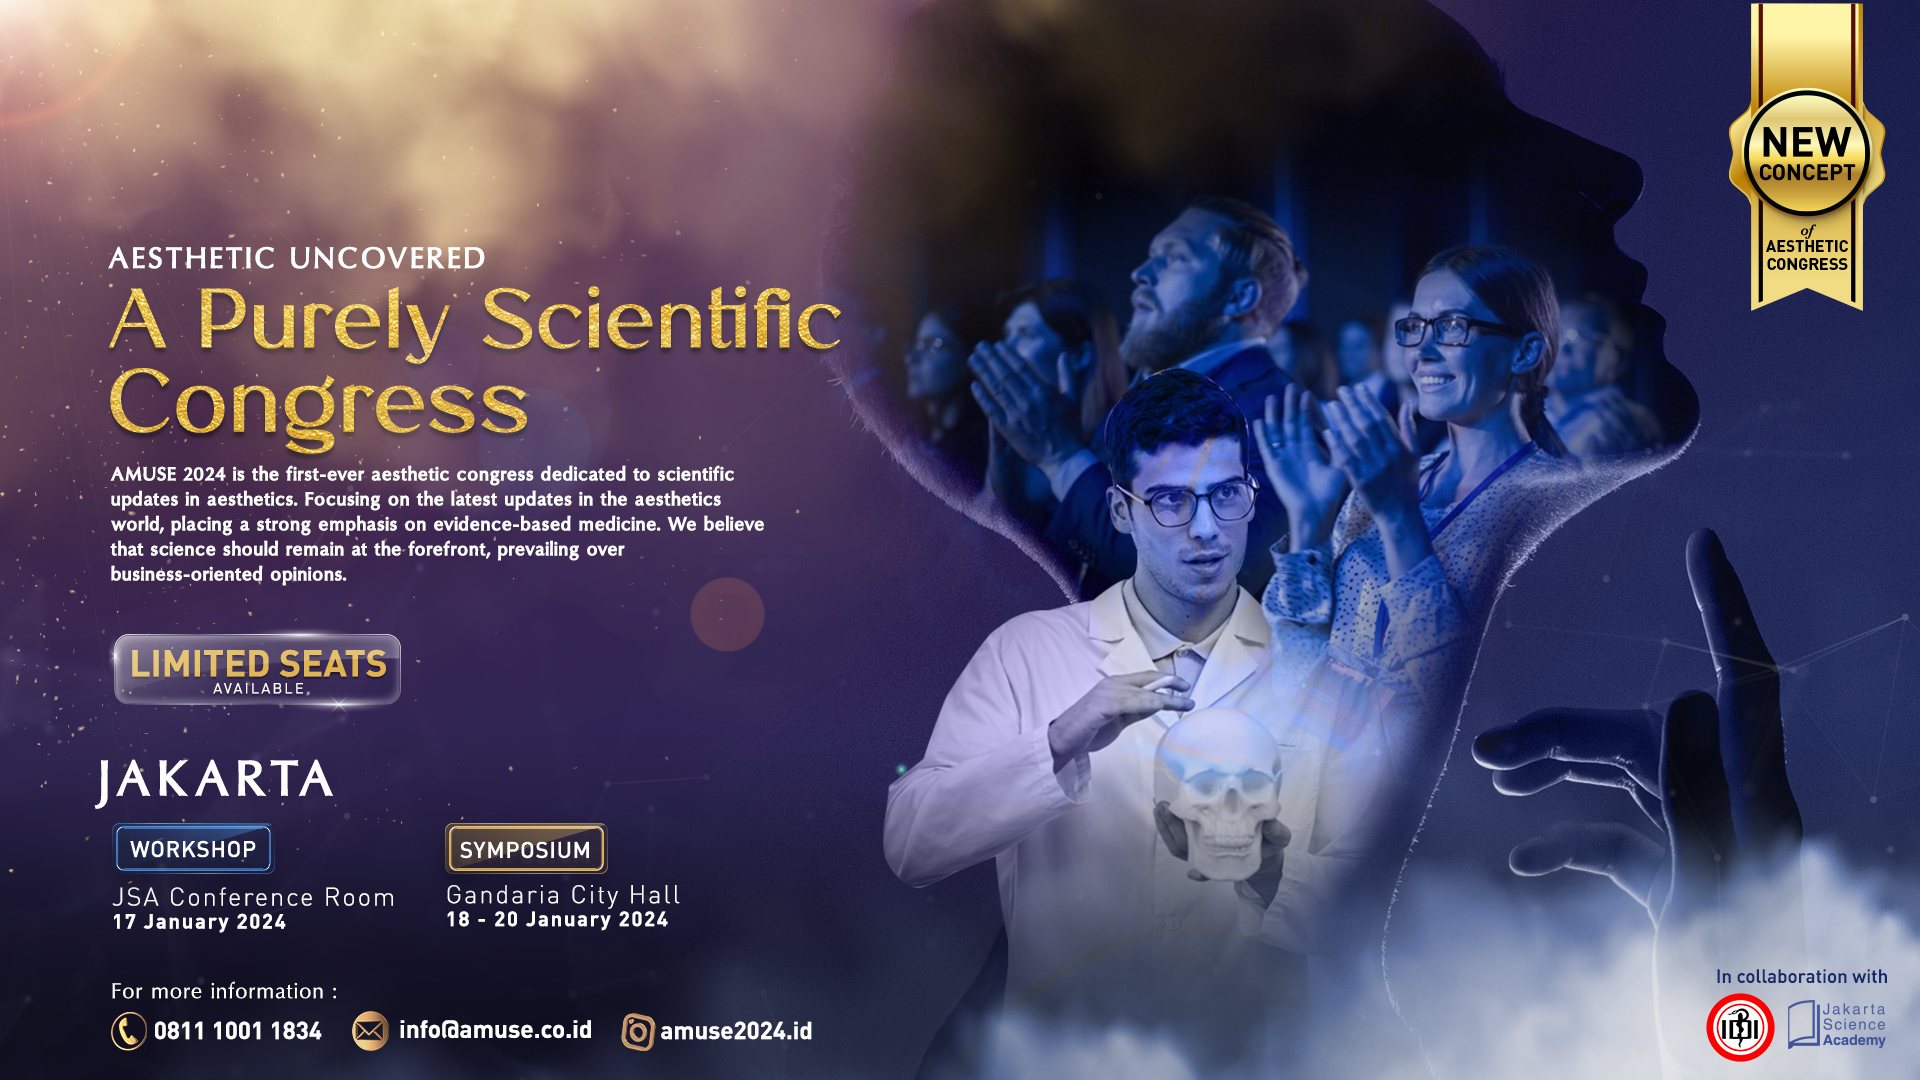 AESTHETIC UNCOVERED
A Purely Scientific
Congress
AMUSE 2024 is the first-ever aesthetic congress dedicated to scientific
updates in aesthetics. Focusing on the latest updates in the aesthetics
world, placing a strong emphasis on evidence-based medicine. We believe
that science should remain at the forefront, prevailing over
business-oriented opinions.
LIMITED SEATS
AVAILABLE
JAKARTA
WORKSHOP
JSA Conference Room
17 January 2024
SYMPOSIUM
Gandaria City Hall
18 - 20 January 2024
For more information :
0811 1001 1834
info@amuse.co.id
amuse2024.id
NEW
CONCEPT
of
AESTHETIC
CONGRESS
In collaboration with
IDI
Jakarta
Science
Academy